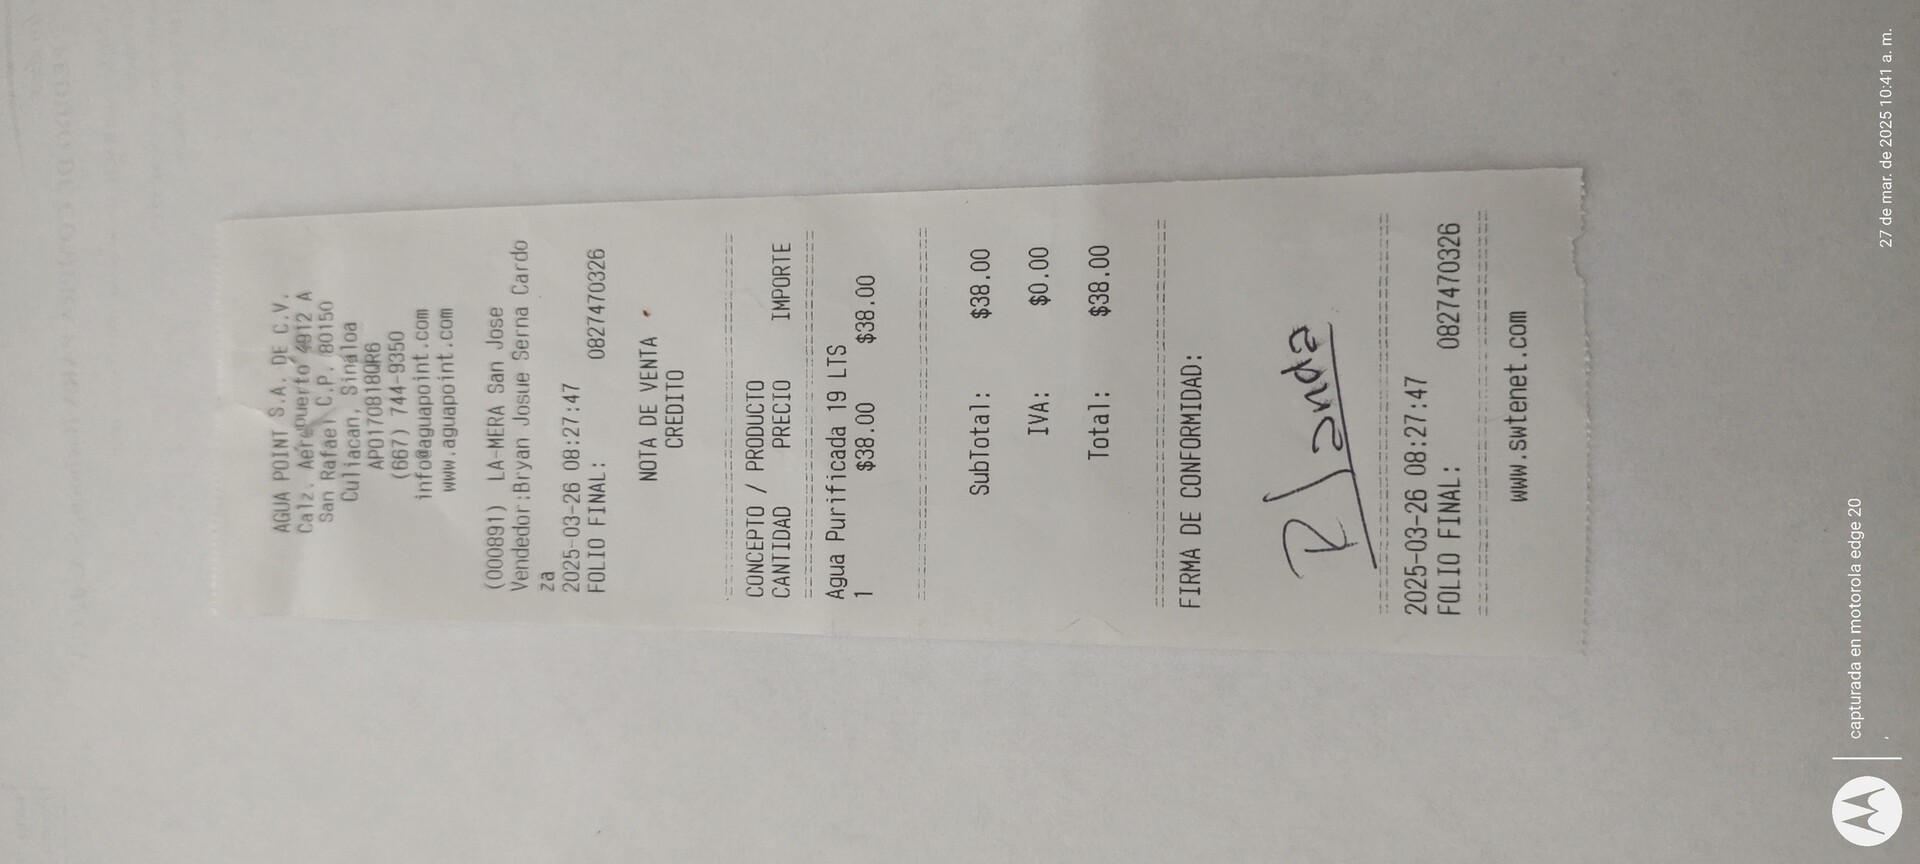 AGUA POINT S.A. DE C.V.
Calz. Aeropuerto 4912 A
San Rafael C.P. 80150
Culiacan, Sinaloa
APO170818QR6
(667) 744-9350
info@aguapoint.com
www.aguapoint.com
(000891) LA-MERA San Jose
Vendedor:Bryan Josue Serna Cardo
za
2025-03-26 08:27:47
FOLIO FINAL: 0827470326
NOTA DE VENTA
CREDITO
CONCEPTO / PRODUCTO
CANTIDAD PRECIO IMPORTE
Agua Purificada 19 LTS
1 $38.00 $38.00
SubTotal: $38.00
IVA: $0.00
Total: $38.00
FIRMA DE CONFORMIDAD:
2025-03-26 08:27:47
FOLIO FINAL: 0827470326
www.swtenet.com
capturada en motorola edge 20
27 de mar. de 2025 10:41 a. m.